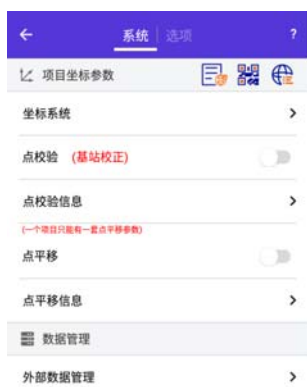 系统 选项 ?
项目坐标参数
坐标系统
点校验 (基站校正)
点校验信息
(一个项目只能有一套点平移参数)
点平移
点平移信息
数据管理
外部数据管理